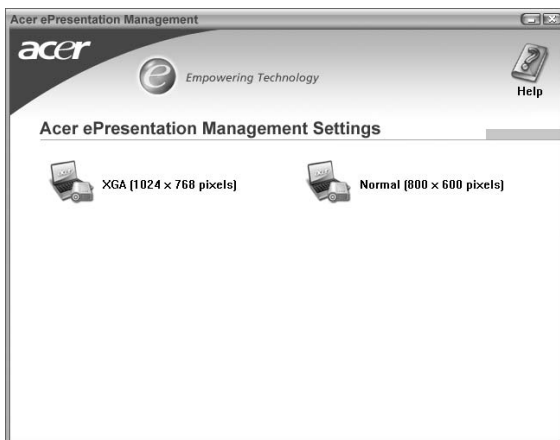 Acer ePresentation Management
acer
e Empowering Technology
Help
Acer ePresentation Management Settings
XGA (1024 x 768 pixels)
Normal (800 x 600 pixels)